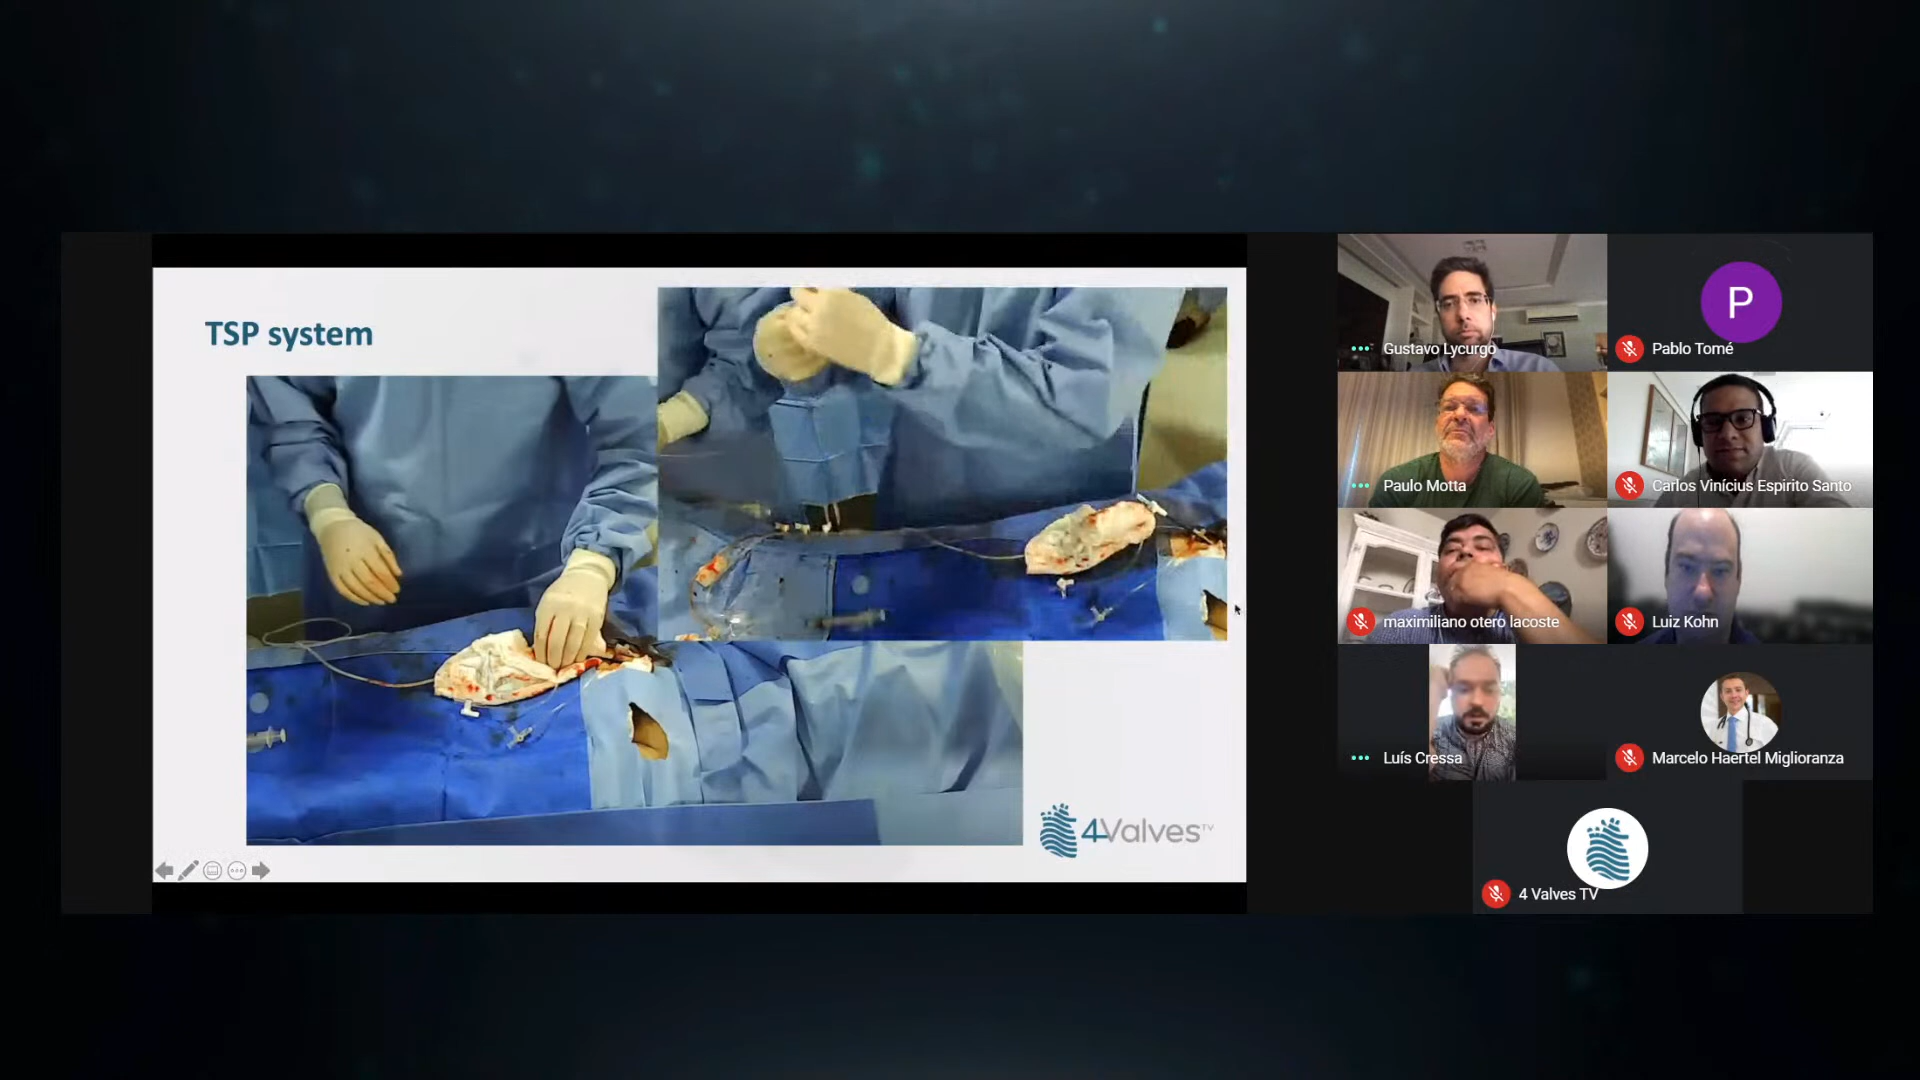 TSP system
4Valves TV
Gustavo Lycurgo
P
Pablo Tomé
Paulo Motta
Carlos Vinícius Espirito Santo
maximiliano otero lacoste
Luiz Kohn
Luís Cressa
Marcelo Haertel Miglioranza
4 Valves TV